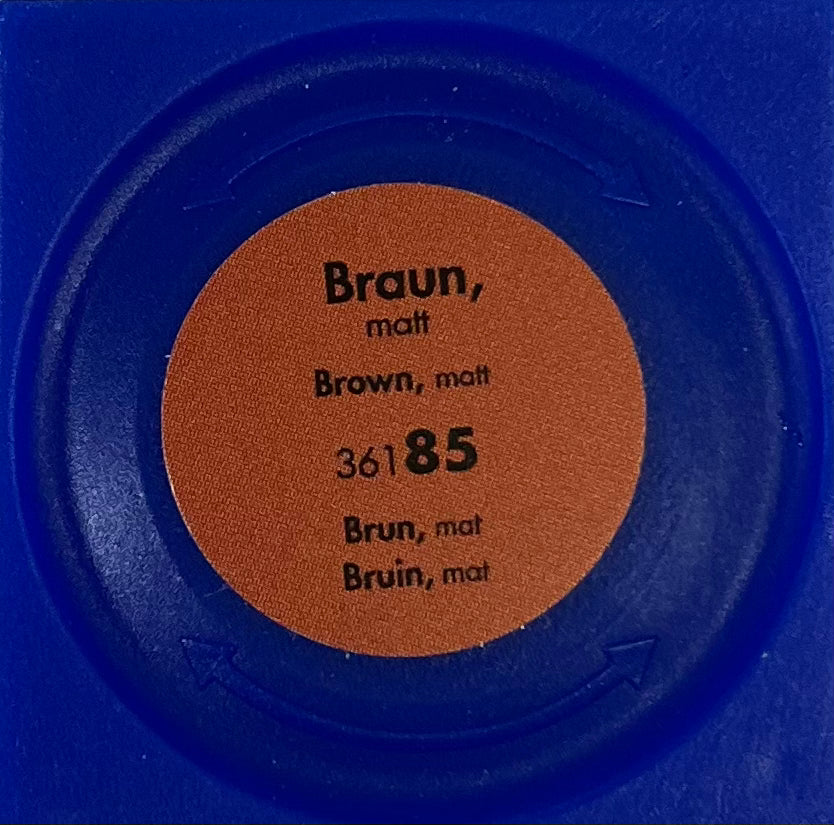 Braun,
matt
Brown, matt
36185
Brun, mat
Bruin, mat